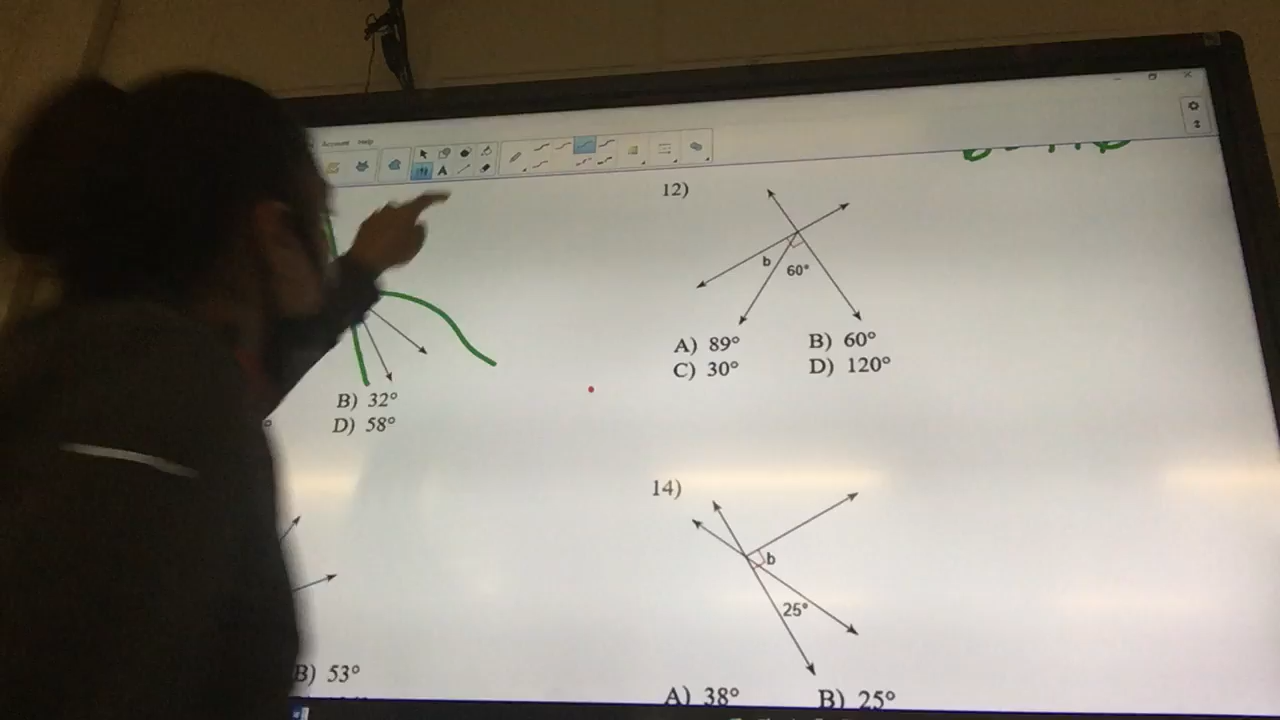 Account Help
A
12)
b
60°
A) 89° B) 60°
C) 30° D) 120°
B) 32°
D) 58°
14)
b
25°
B) 53°
A) 38° B) 25°